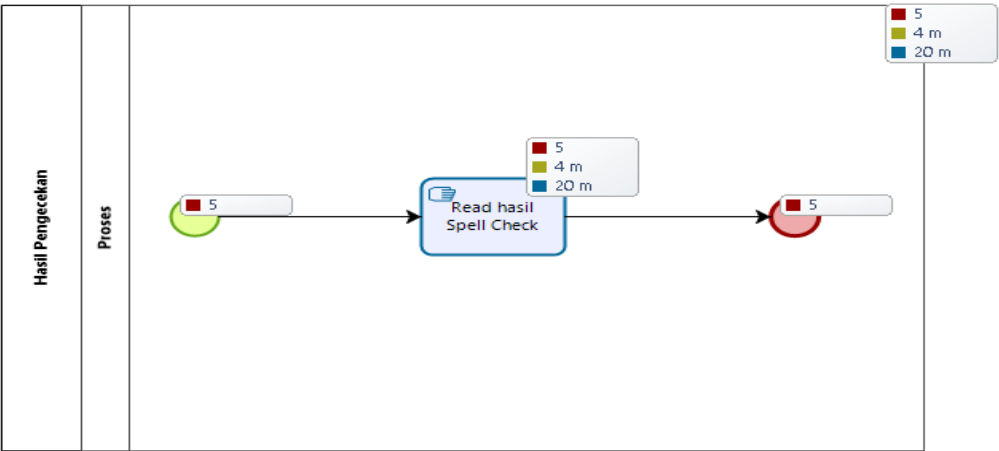 Hasil Pengecekan
Proses
5
4 m
20 m
5
5
4 m
20 m
Read hasil
Spell Check
5